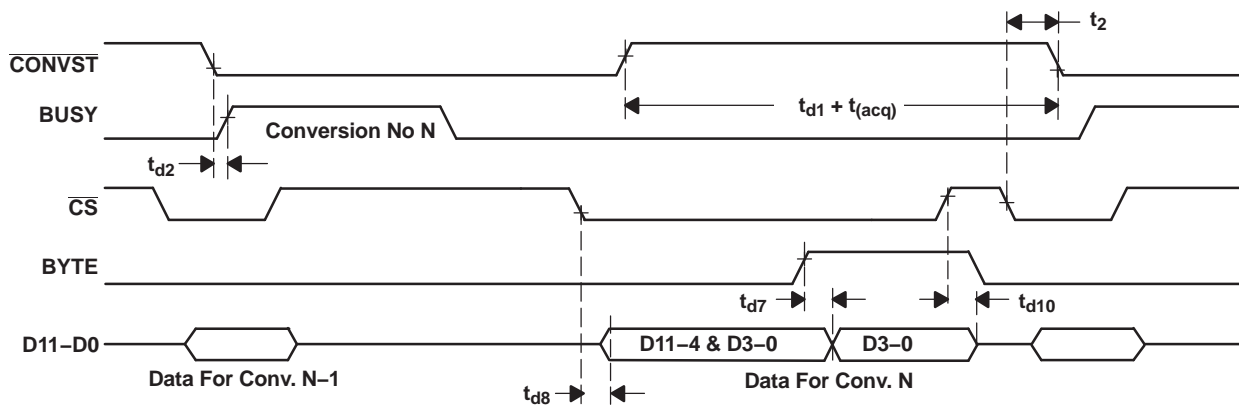 t2
CONVST
td1 + t(acq)
BUSY
Conversion No N
td2
CS
BYTE
td7
td10
D11–D0
D11–4 & D3–0
D3–0
Data For Conv. N–1
Data For Conv. N
td8